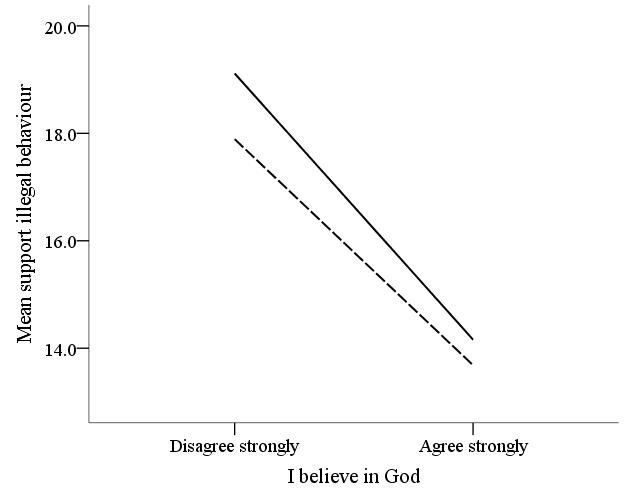 Mean support illegal behaviour
20.0
18.0
16.0
14.0
Disagree strongly
Agree strongly
I believe in God